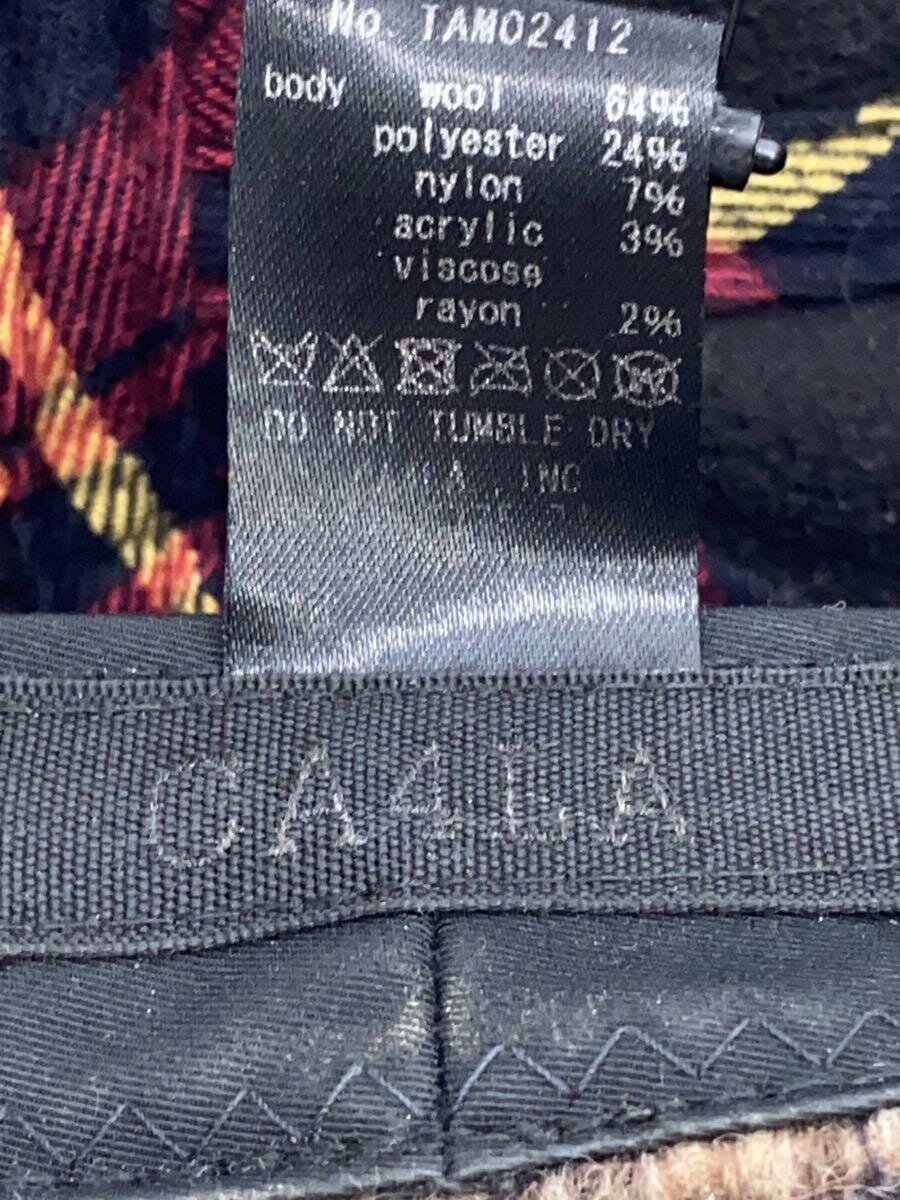 No. TAM02412
body wool 64%
polyester 24%
nylon 7%
acrylic 3%
viscose
rayon 2%
DO NOT TUMBLE DRY
INC
CA4LA